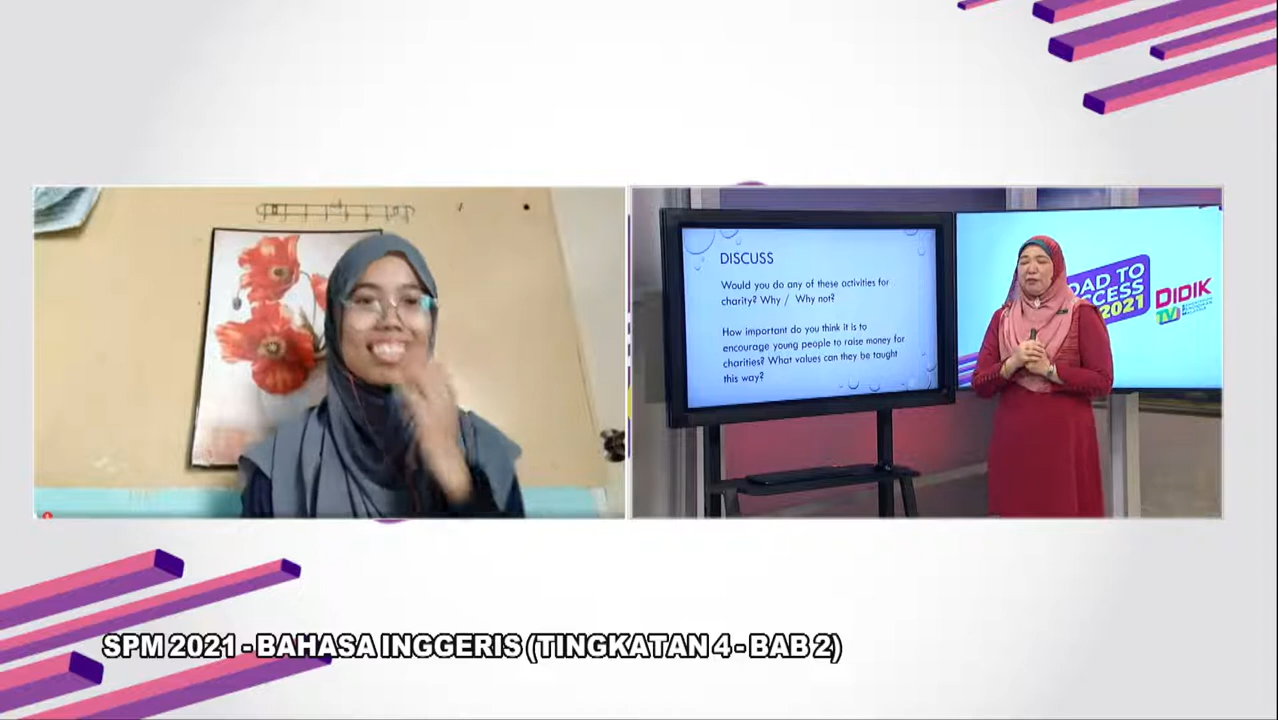 DISCUSS
Would you do any of these activities for
charity? Why / Why not?
How important do you think it is to
encourage young people to raise money for
charities? What values can they be taught
this way?
OAD TO
CCESS
2021
DIDIK
TV
SPM 2021 - BAHASA INGGERIS (TINGKATAN 4 - BAB 2)